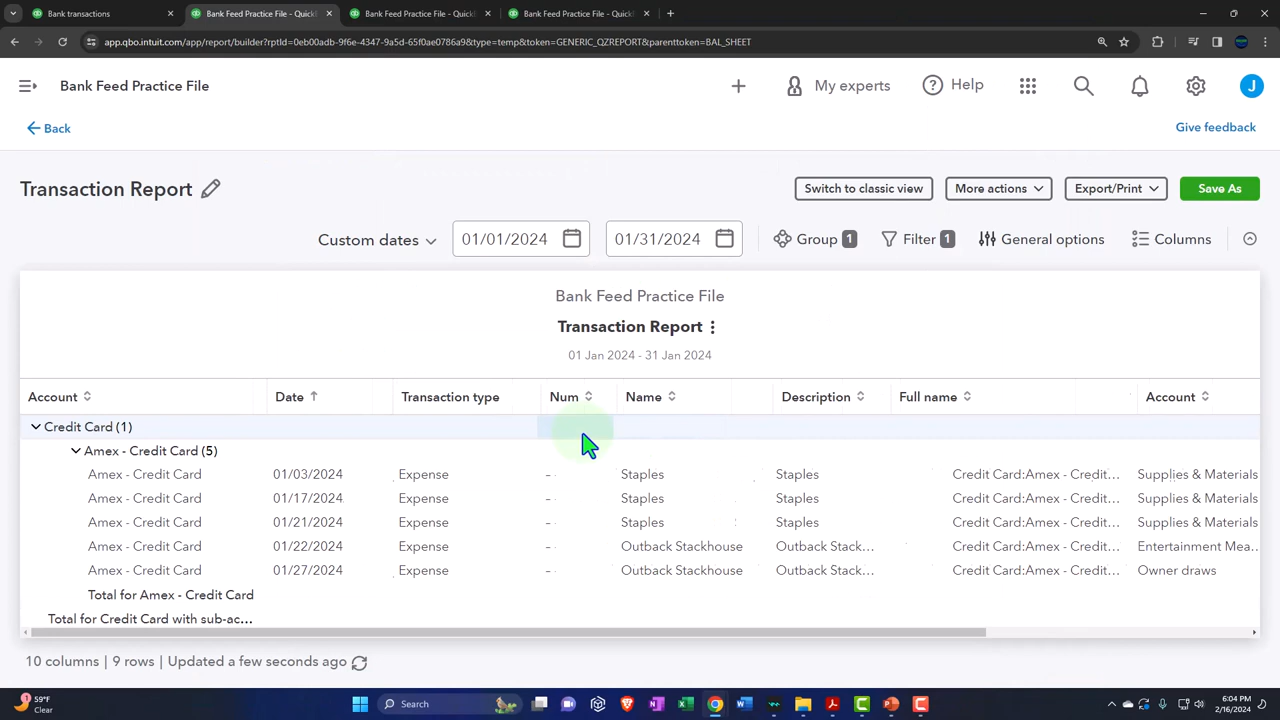 Bank transactions
Bank Feed Practice File - Quick
Bank Feed Practice File - Quick
Bank Feed Practice File - Quick
app.qbo.intuit.com/app/report/builder?rptId=0eb00adb-9f6e-4347-9a5d-65f0ae0786a9&type=temp&token=GENERIC_QZREPORT&parenttoken=BAL_SHEET
Bank Feed Practice File
My experts
Help
J
Back
Give feedback
Transaction Report
Switch to classic view
More actions
Export/Print
Save As
Custom dates
01/01/2024
01/31/2024
Group 1
Filter 1
General options
Columns
Bank Feed Practice File
Transaction Report
01 Jan 2024 - 31 Jan 2024
Account Date Transaction type Num Name Description Full name Account
Credit Card (1)
Amex - Credit Card (5)
Amex - Credit Card 01/03/2024 Expense - Staples Staples Credit Card:Amex - Credit... Supplies & Materials
Amex - Credit Card 01/17/2024 Expense - Staples Staples Credit Card:Amex - Credit... Supplies & Materials
Amex - Credit Card 01/21/2024 Expense - Staples Staples Credit Card:Amex - Credit... Supplies & Materials
Amex - Credit Card 01/22/2024 Expense - Outback Stackhouse Outback Stack... Credit Card:Amex - Credit... Entertainment Mea...
Amex - Credit Card 01/27/2024 Expense - Outback Stackhouse Outback Stack... Credit Card:Amex - Credit... Owner draws
Total for Amex - Credit Card
Total for Credit Card with sub-ac...
10 columns | 9 rows | Updated a few seconds ago
59°F
Clear
Search
6:04 PM
2/16/2024